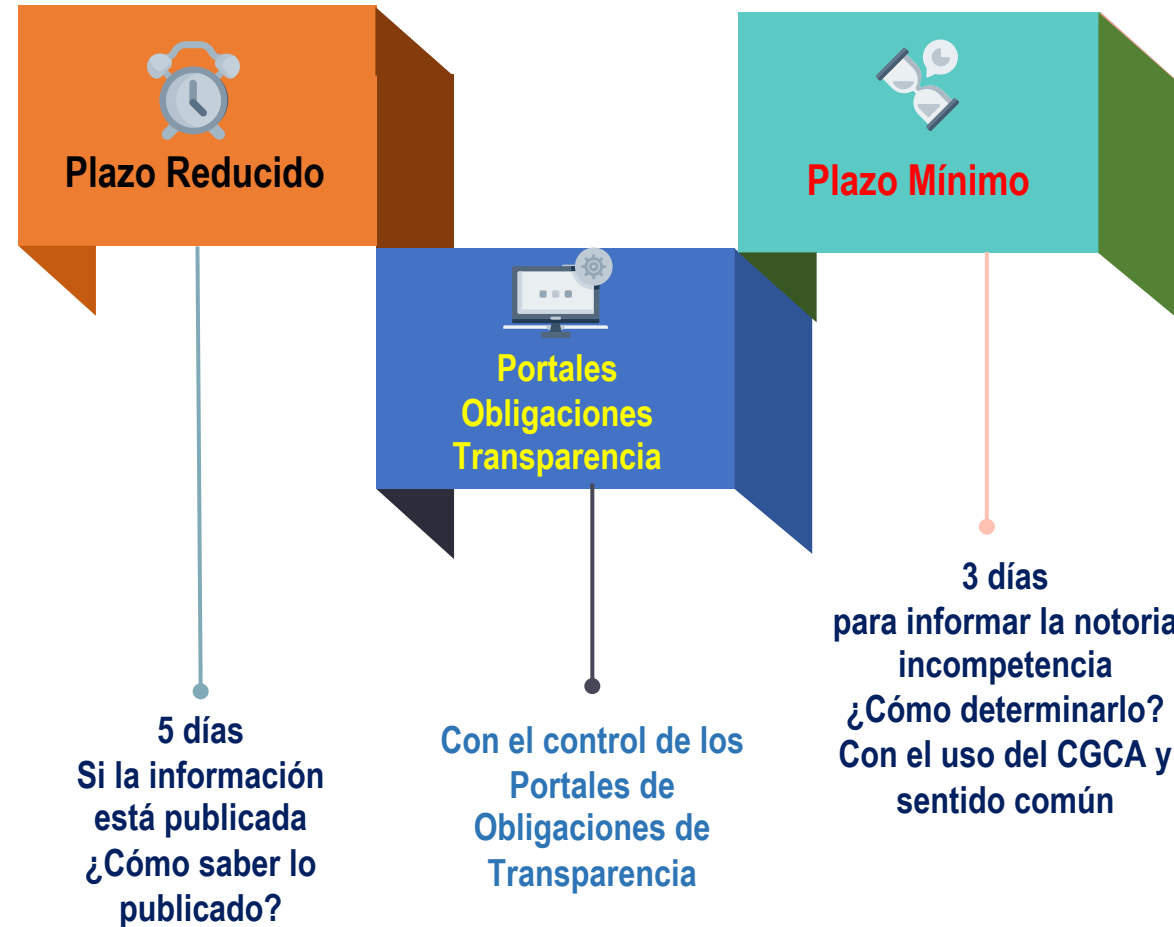 Plazo Reducido
5 días
Si la información
está publicada
¿Cómo saber lo
publicado?
Portales
Obligaciones
Transparencia
Con el control de los
Portales de
Obligaciones de
Transparencia
Plazo Mínimo
3 días
para informar la notoria
incompetencia
¿Cómo determinarlo?
Con el uso del CGCA y
sentido común